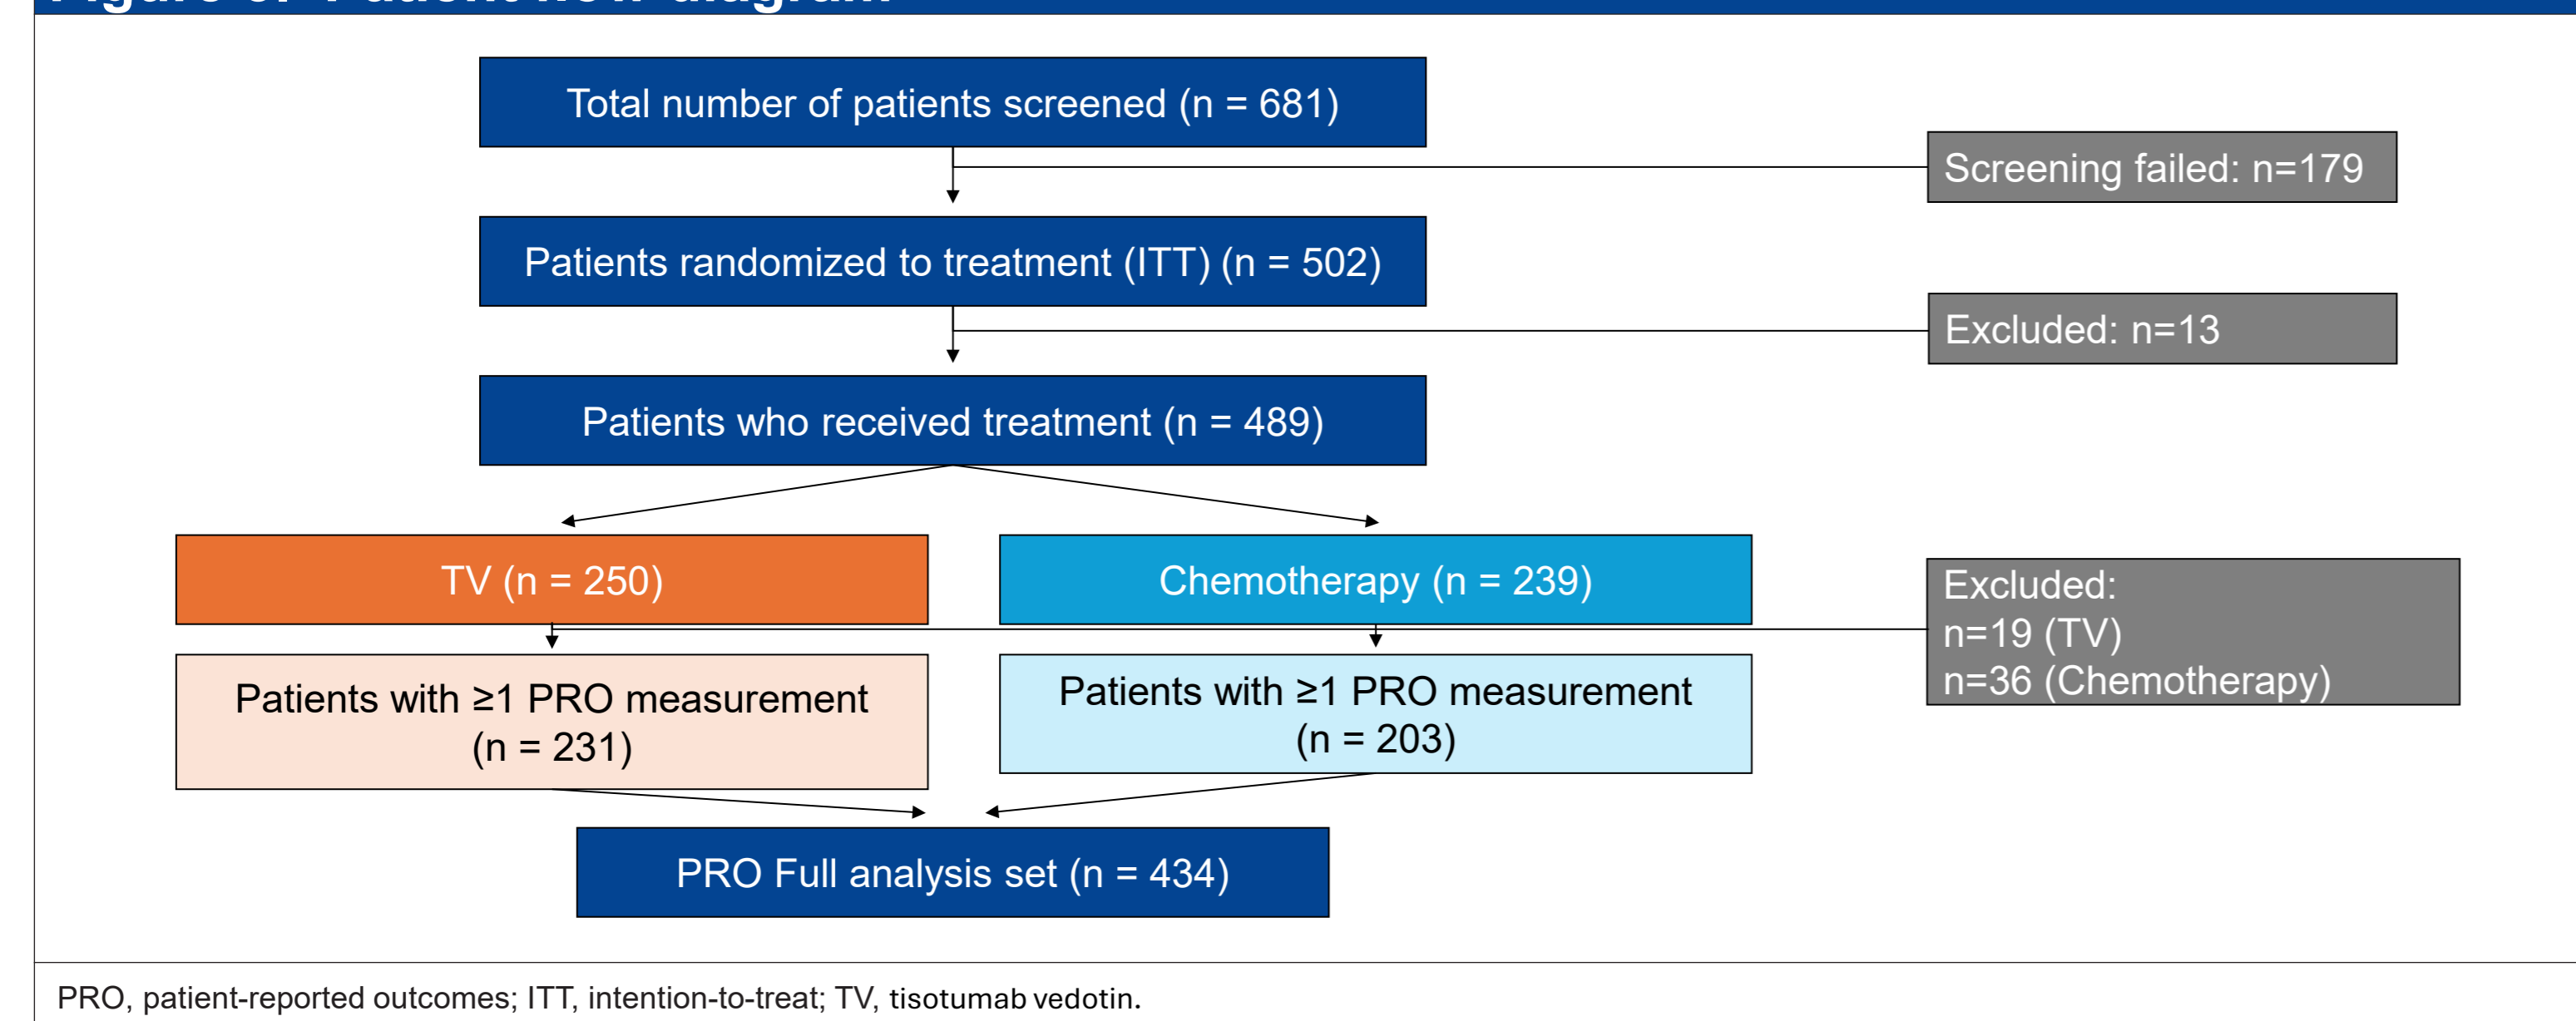 Patient flow diagram
Total number of patients screened (n = 681)
Screening failed: n=179
Patients randomized to treatment (ITT) (n = 502)
Excluded: n=13
Patients who received treatment (n = 489)
TV (n = 250)
Chemotherapy (n = 239)
Excluded:
n=19 (TV)
n=36 (Chemotherapy)
Patients with ≥1 PRO measurement
(n = 231)
Patients with ≥1 PRO measurement
(n = 203)
PRO Full analysis set (n = 434)
PRO, patient-reported outcomes; ITT, intention-to-treat; TV, tisotumab vedotin.